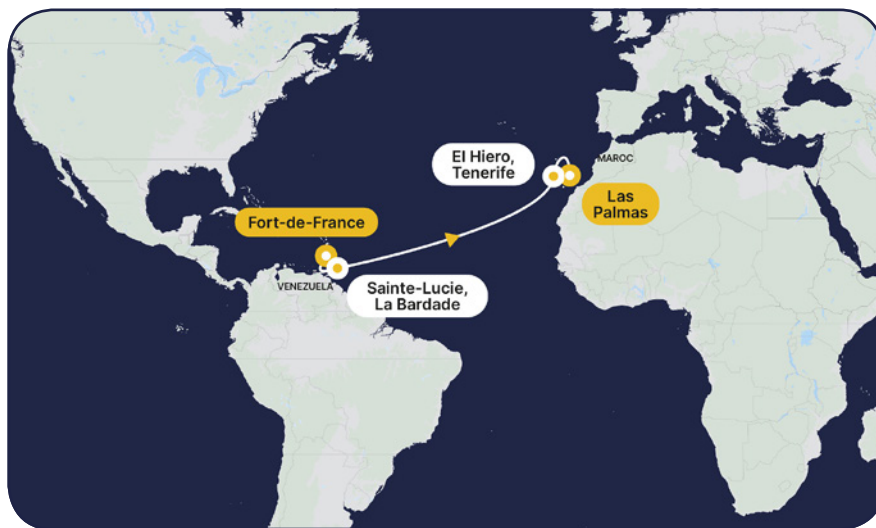 El Hiero,
Tenerife
MAROC
Las
Palmas
Fort-de-France
VENEZUELA
Sainte-Lucie,
La Bardade